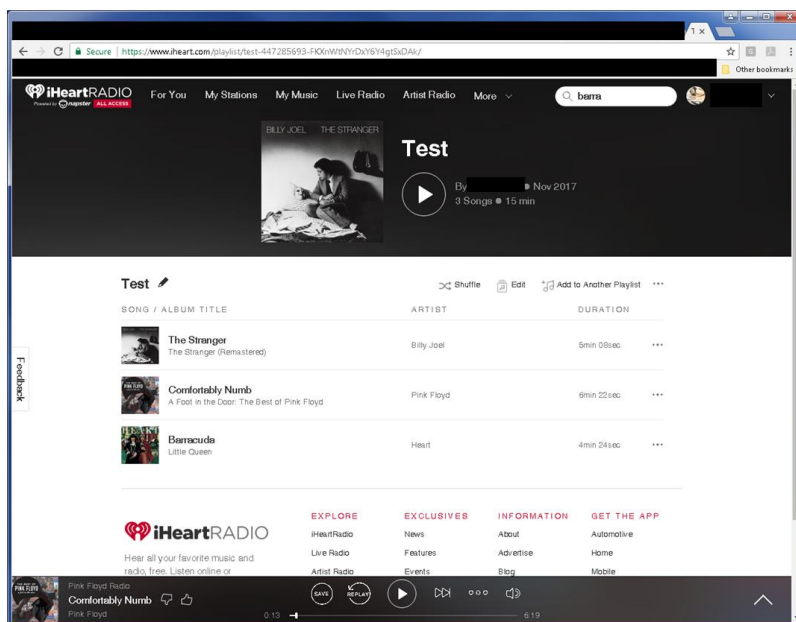 T ×
Secure | https://www.iheart.com/playlist/test-447285693-FKXnWtNYrDxY6Y4gtSxDAk/
Other bookmarks
iHeartRADIO
Powered by napster ALL ACCESS
For You My Stations My Music Live Radio Artist Radio More
barra
BILLY JOEL THE STRANGER
Test
By Nov 2017
3 Songs • 15 min
Test
Shuffle Edit Add to Another Playlist
SONG / ALBUM TITLE ARTIST DURATION
The Stranger
The Stranger (Remastered)
Billy Joel 5min 08sec
Comfortably Numb
A Foot in the Door: The Best of Pink Floyd
Pink Floyd 6min 22sec
Barracuda
Little Queen
Heart 4min 24sec
Feedback
iHeartRADIO
Hear all your favorite music and
radio, free. Listen online or
EXPLORE EXCLUSIVES INFORMATION GET THE APP
iHeartRadio News About Automotive
Live Radio Features Advertise Home
Artist Radio Events Blog Mobile
PINK FLOYD
Pink Floyd Radio
Comfortably Numb
Pink Floyd
SAVE REPLAY
0:13 6:19